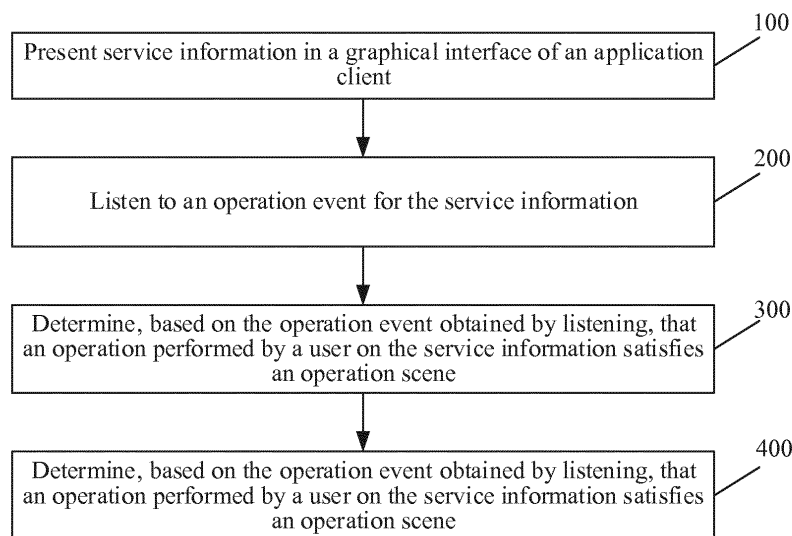 100
Present service information in a graphical interface of an application
client
200
Listen to an operation event for the service information
300
Determine, based on the operation event obtained by listening, that
an operation performed by a user on the service information satisfies
an operation scene
400
Determine, based on the operation event obtained by listening, that
an operation performed by a user on the service information satisfies
an operation scene